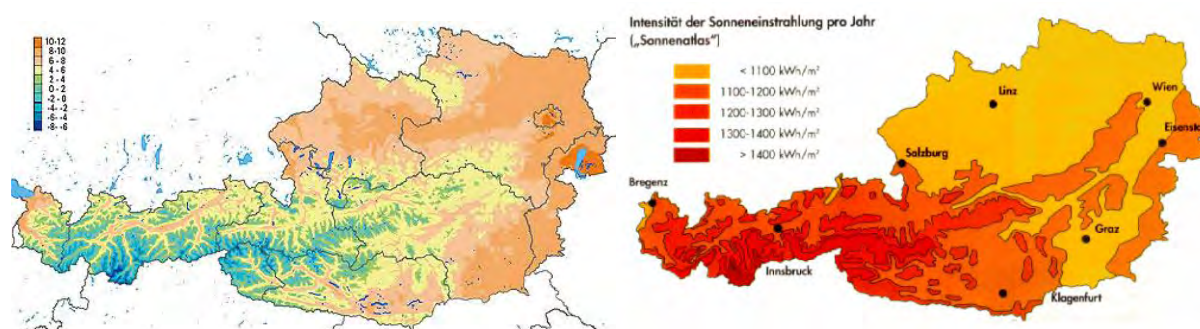 10-12
8-10
6-8
4-6
2-4
0-2
-2-0
-4--2
-6--4
-8--6
Intensität der Sonneneinstrahlung pro Jahr
(„Sonnenatlas”)
< 1100 kWh/m²
1100-1200 kWh/m²
1200-1300 kWh/m²
1300-1400 kWh/m²
> 1400 kWh/m²
Linz
Wien
Eisensta
Salzburg
Bregenz
Innsbruck
Graz
Klagenfurt